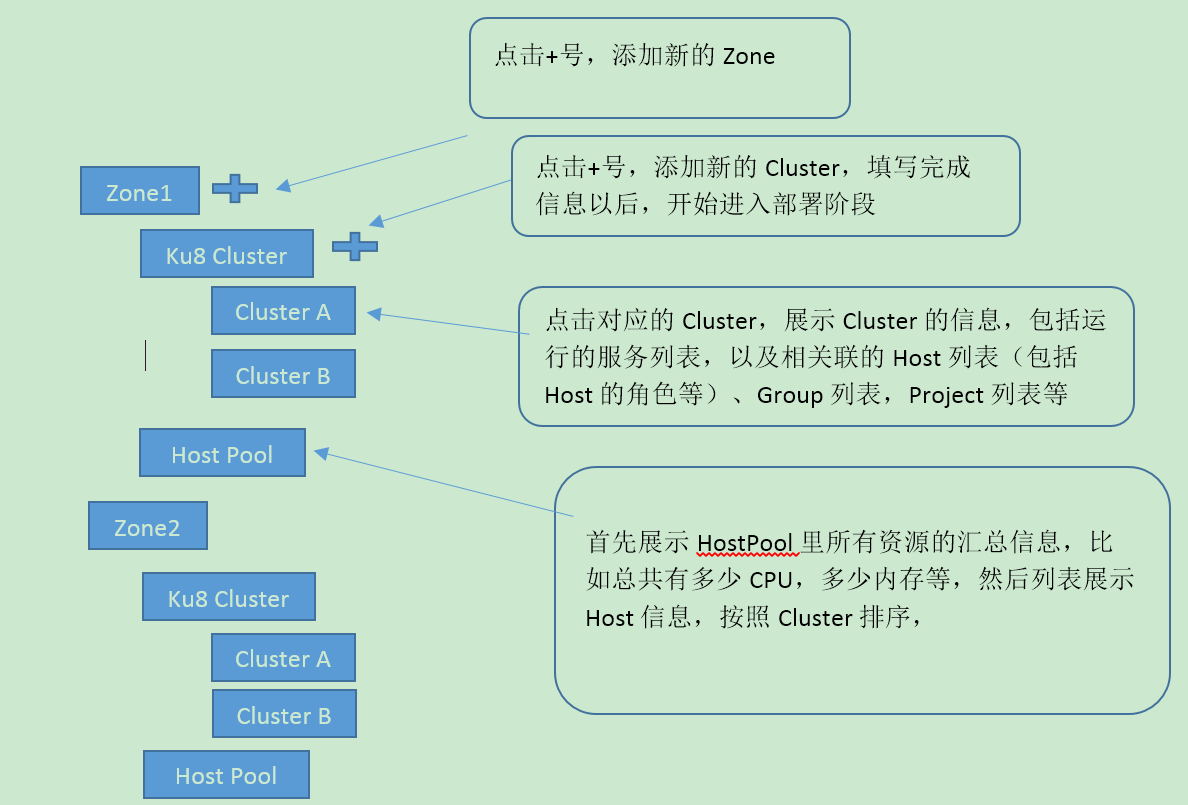 点击+号，添加新的 Zone
点击+号，添加新的 Cluster，填写完成
信息以后，开始进入部署阶段
Zone1
Ku8 Cluster
Cluster A
点击对应的 Cluster，展示 Cluster 的信息，包括运
行的服务列表，以及相关联的 Host 列表（包括
Host 的角色等）、Group 列表，Project 列表等
Cluster B
Host Pool
Zone2
首先展示 HostPool 里所有资源的汇总信息，比
如总共有多少 CPU，多少内存等，然后列表展示
Host 信息，按照 Cluster 排序，
Ku8 Cluster
Cluster A
Cluster B
Host Pool